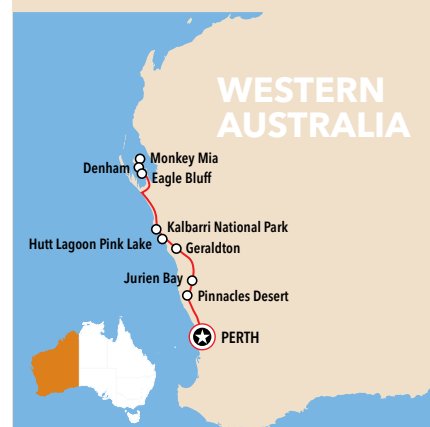 WESTERN
AUSTRALIA
Monkey Mia
Denham
Eagle Bluff
Kalbarri National Park
Hutt Lagoon Pink Lake
Geraldton
Jurien Bay
Pinnacles Desert
PERTH